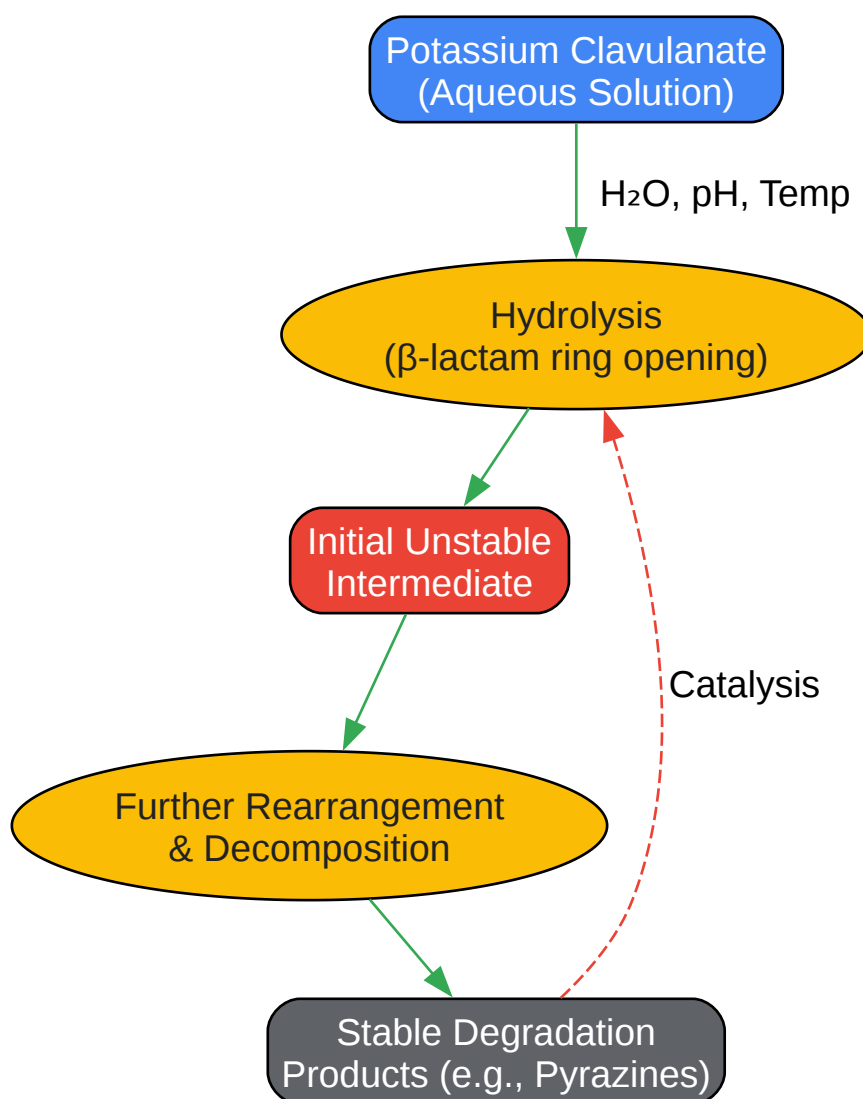 Potassium Clavulanate
(Aqueous Solution)
H₂O, pH, Temp
Hydrolysis
(β-lactam ring opening)
Initial Unstable
Intermediate
Catalysis
Further Rearrangement
& Decomposition
Stable Degradation
Products (e.g., Pyrazines)